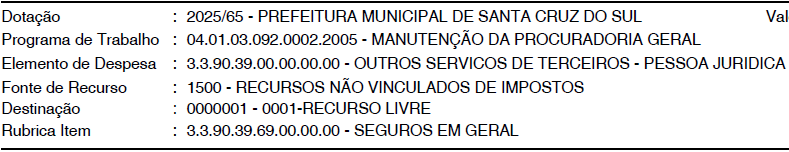 Dotação : 2025/65 - PREFEITURA MUNICIPAL DE SANTA CRUZ DO SUL Val
Programa de Trabalho : 04.01.03.092.0002.2005 - MANUTENÇÃO DA PROCURADORIA GERAL
Elemento de Despesa : 3.3.90.39.00.00.00.00 - OUTROS SERVICOS DE TERCEIROS - PESSOA JURIDICA
Fonte de Recurso : 1500 - RECURSOS NÃO VINCULADOS DE IMPOSTOS
Destinação : 0000001 - 0001-RECURSO LIVRE
Rubrica Item : 3.3.90.39.69.00.00.00 - SEGUROS EM GERAL